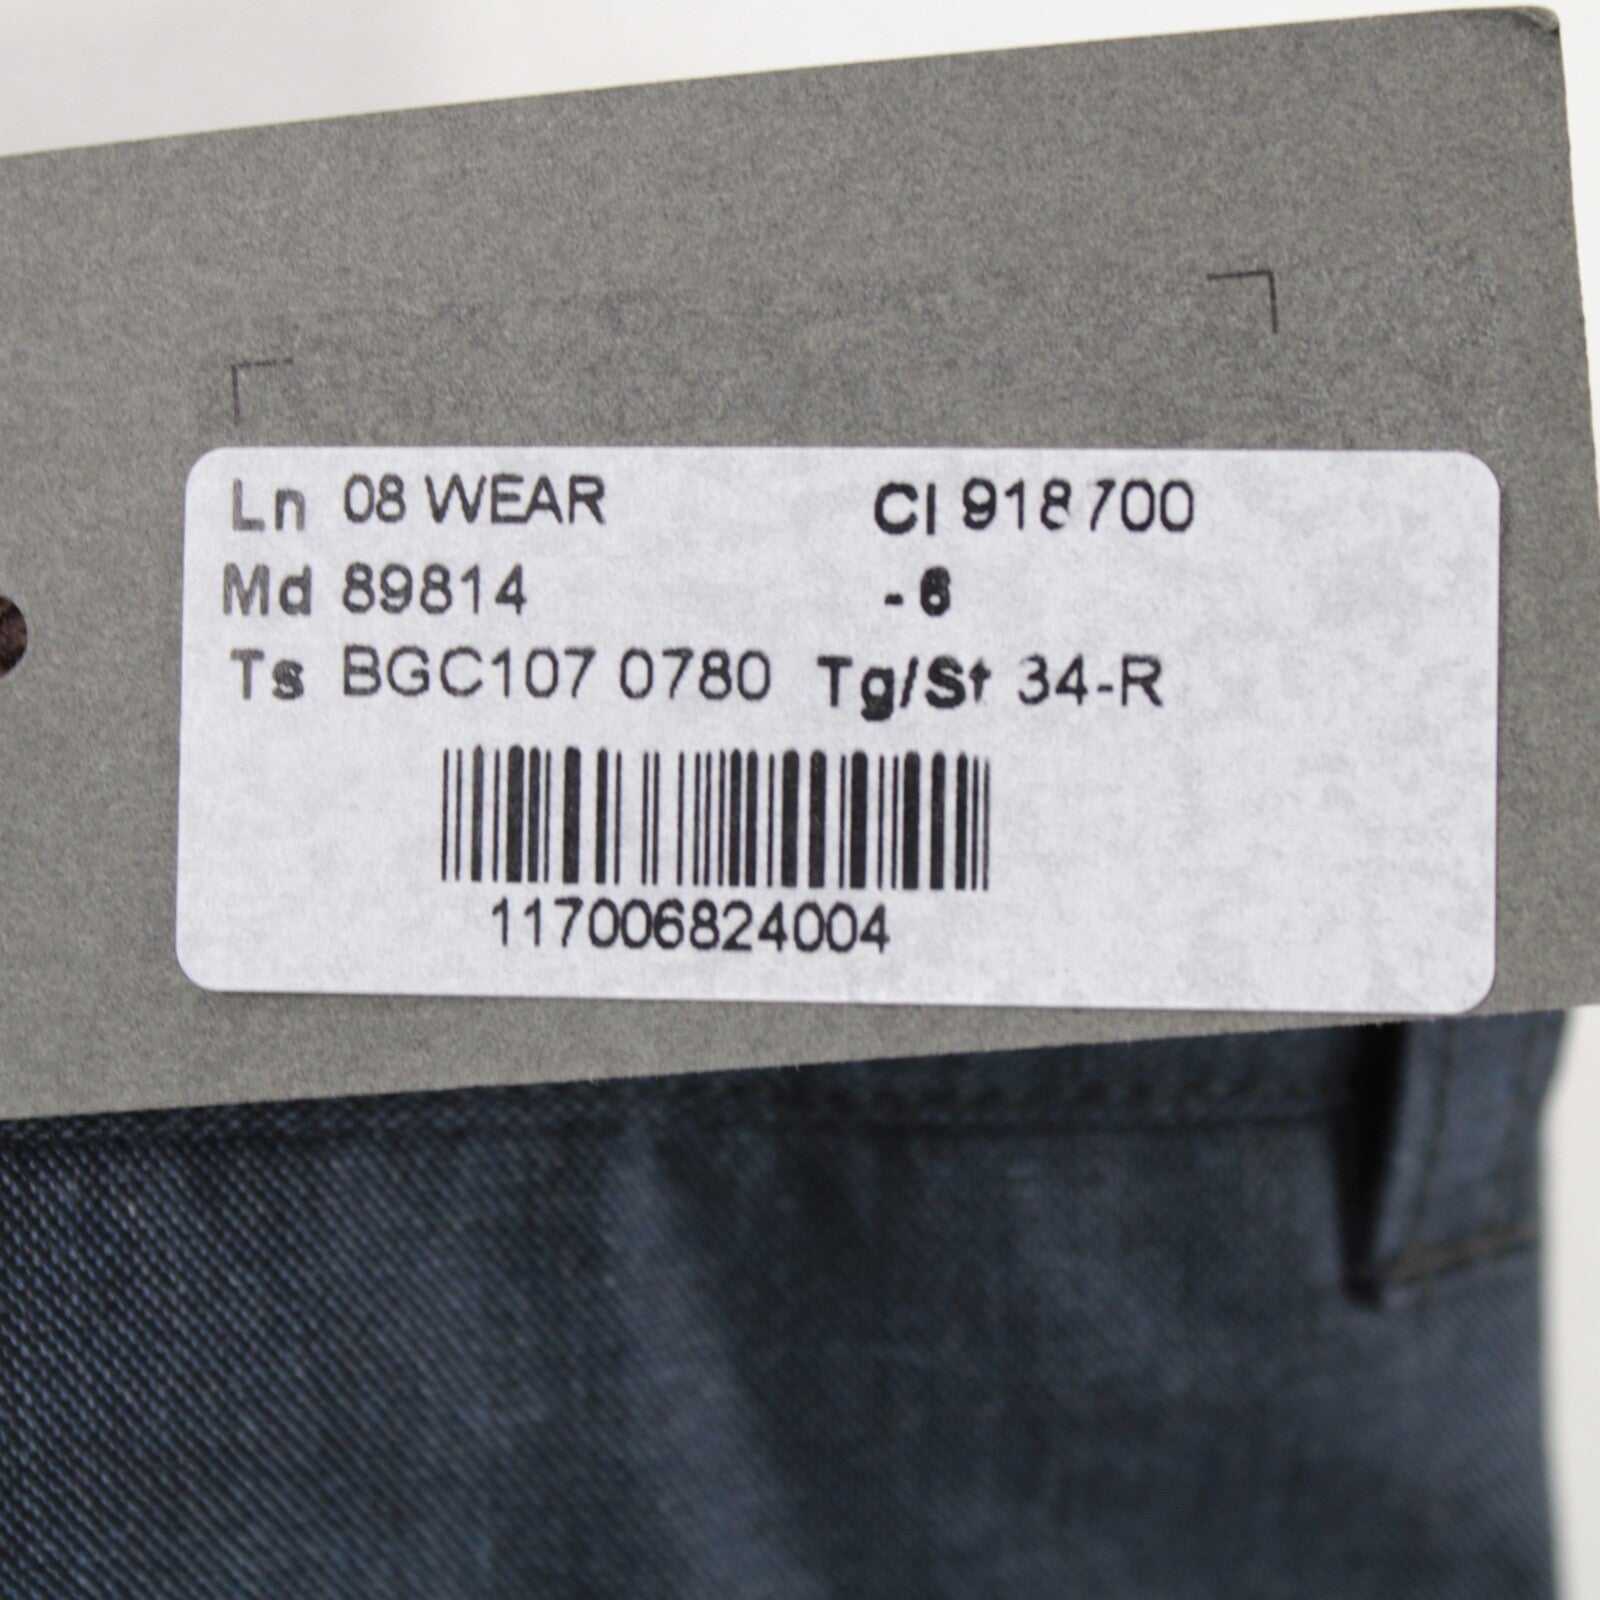 Ln 08 WEAR Cl 918700
Md 89814 - 6
Ts BGC107 0780 Tg/St 34-R
117006824004